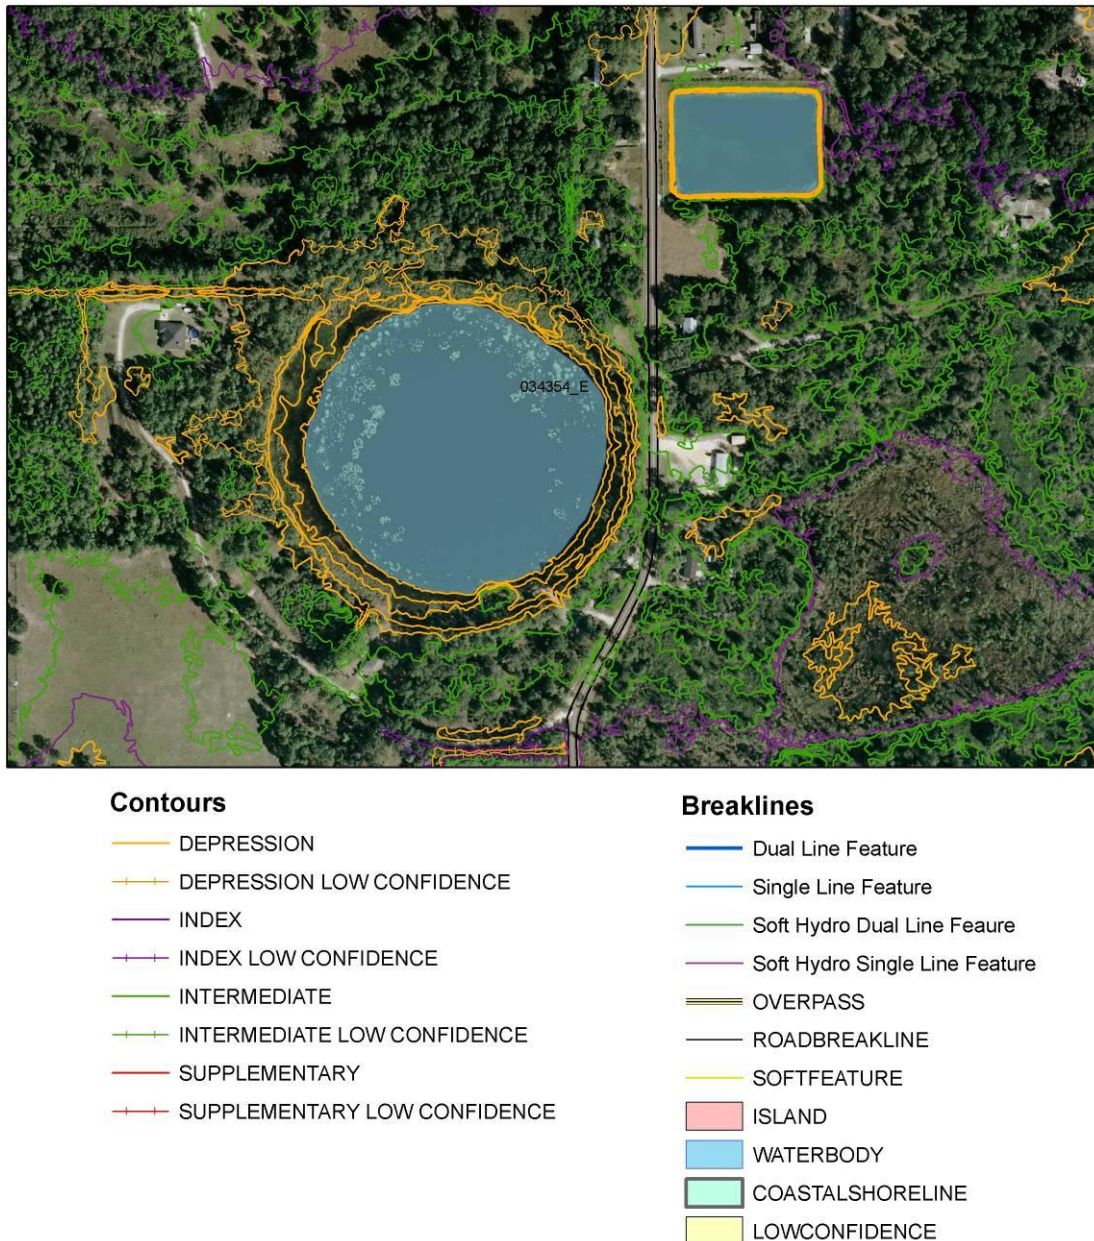 034354_E
Contours
DEPRESSION
DEPRESSION LOW CONFIDENCE
INDEX
INDEX LOW CONFIDENCE
INTERMEDIATE
INTERMEDIATE LOW CONFIDENCE
SUPPLEMENTARY
SUPPLEMENTARY LOW CONFIDENCE
Breaklines
Dual Line Feature
Single Line Feature
Soft Hydro Dual Line Feaure
Soft Hydro Single Line Feature
OVERPASS
ROADBREAKLINE
SOFTFEATURE
ISLAND
WATERBODY
COASTALSHORELINE
LOWCONFIDENCE